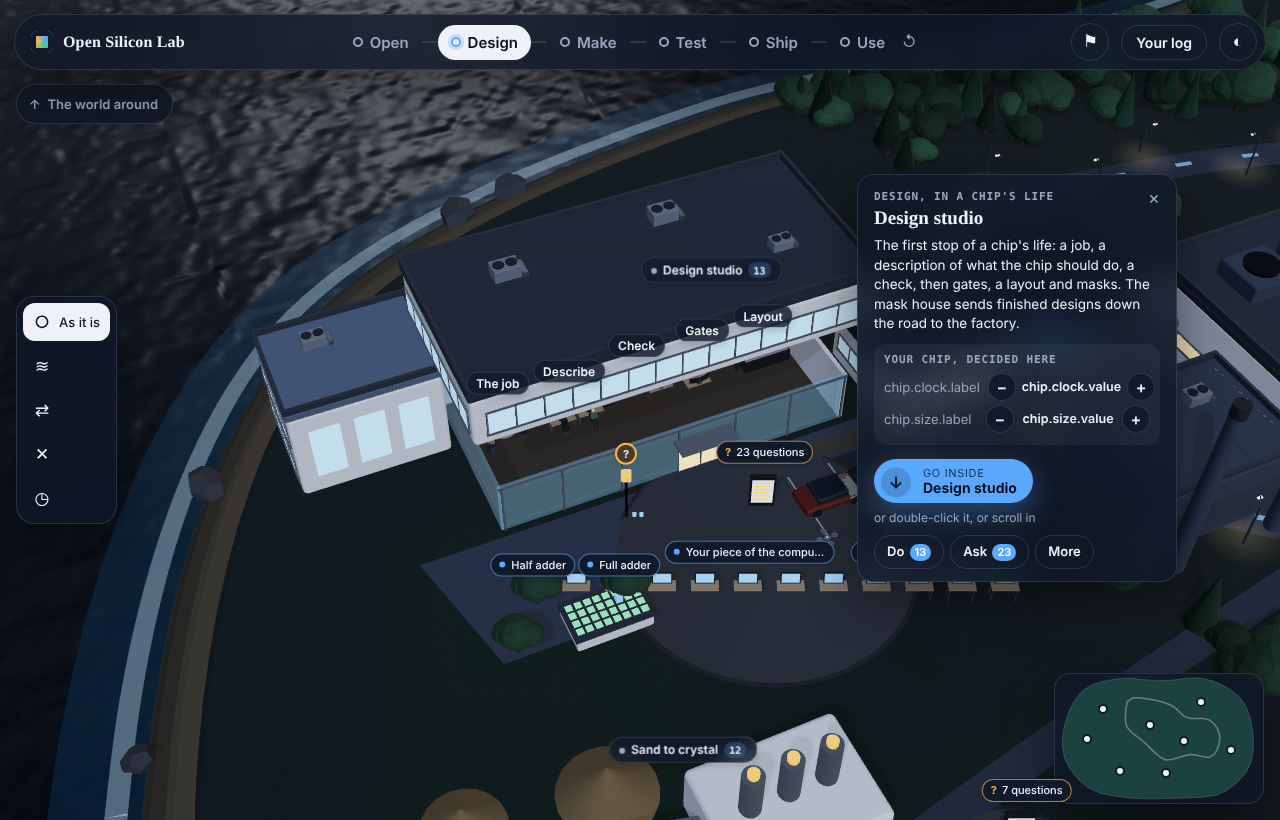 Open Silicon Lab
Open
Design
Make
Test
Ship
Use
Your log
The world around
As it is
DESIGN, IN A CHIP'S LIFE
Design studio
The first stop of a chip's life: a job, a
description of what the chip should do, a
check, then gates, a layout and masks. The
mask house sends finished designs down
the road to the factory.
YOUR CHIP, DECIDED HERE
chip.clock.label − chip.clock.value +
chip.size.label − chip.size.value +
GO INSIDE
Design studio
or double-click it, or scroll in
Do 13
Ask 23
More
Design studio 13
Layout
Gates
Check
Describe
The job
?
? 23 questions
Your piece of the compu...
Half adder
Full adder
Sand to crystal 12
? 7 questions